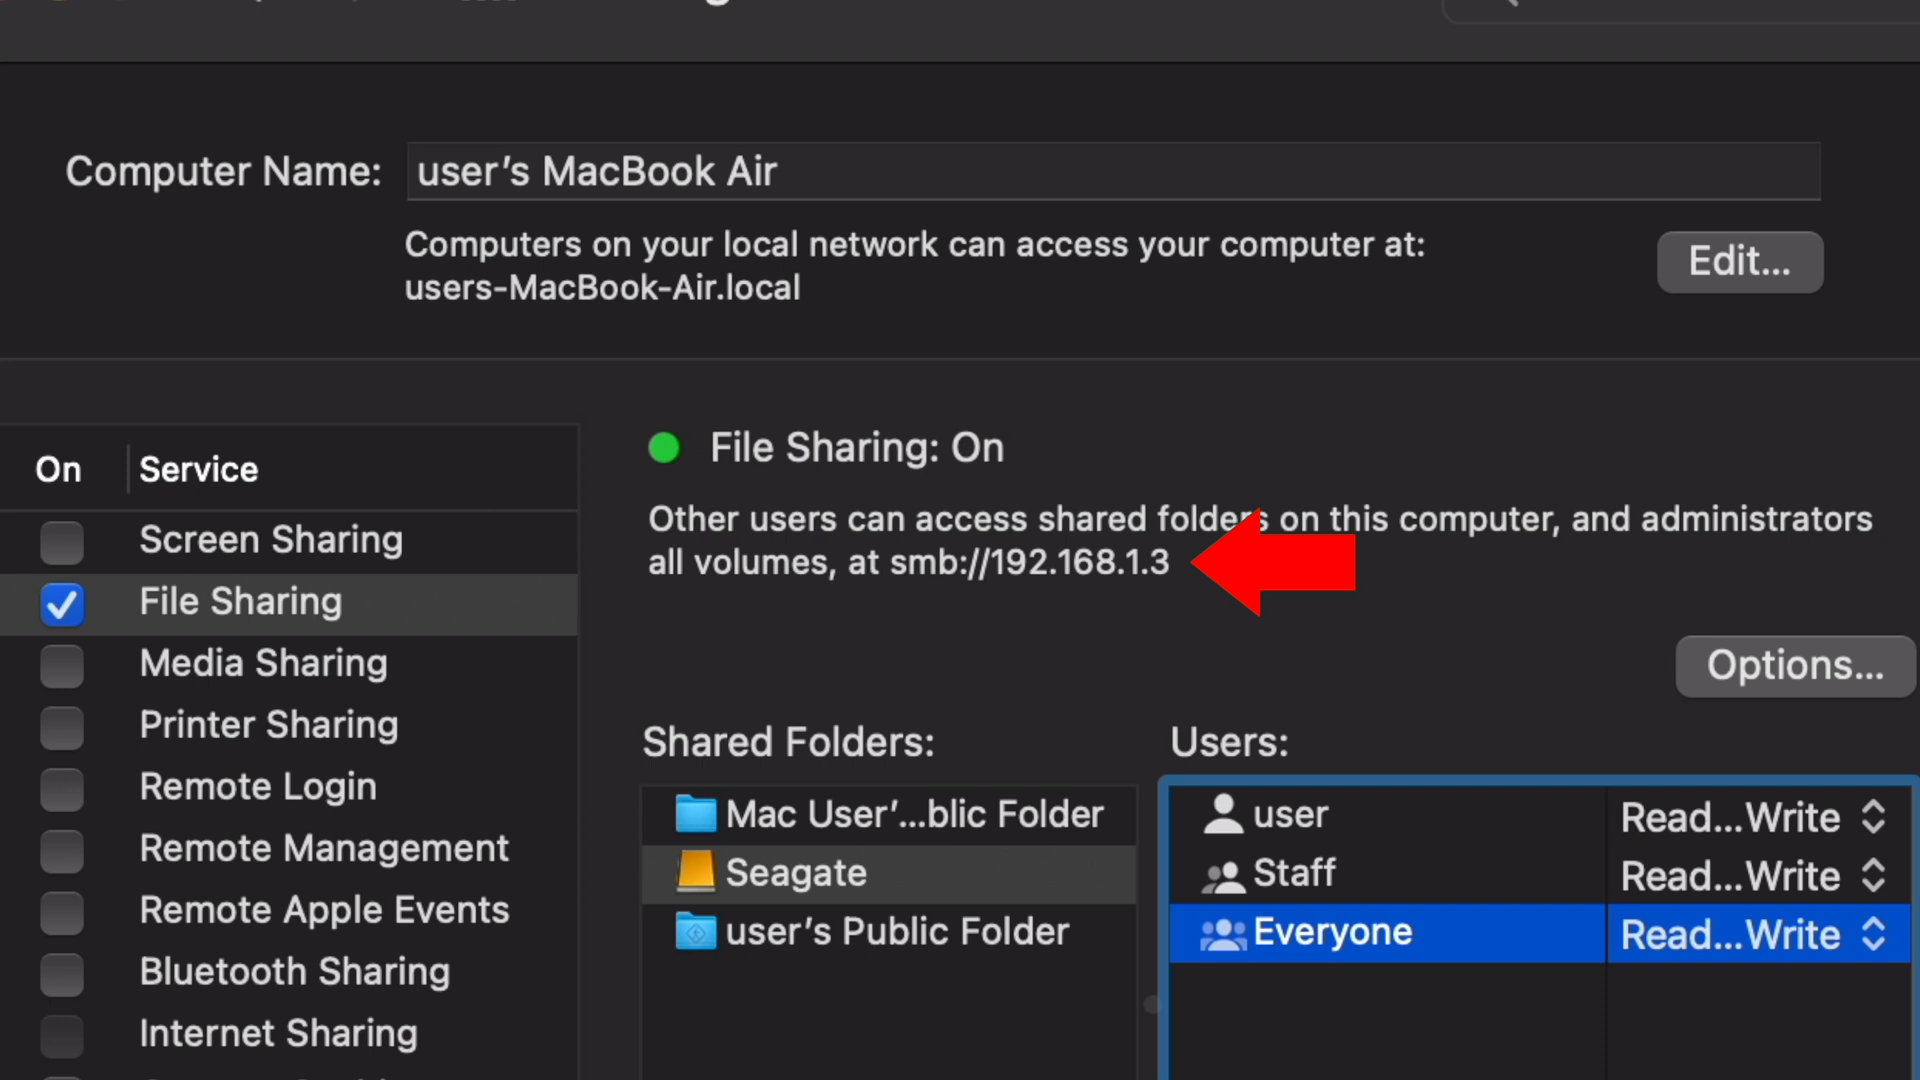 Computer Name: user’s MacBook Air
Computers on your local network can access your computer at:
users-MacBook-Air.local
Edit...
On Service
Screen Sharing
File Sharing
Media Sharing
Printer Sharing
Remote Login
Remote Management
Remote Apple Events
Bluetooth Sharing
Internet Sharing
File Sharing: On
Other users can access shared folders on this computer, and administrators
all volumes, at smb://192.168.1.3
Options...
Shared Folders:
Mac User’...blic Folder
Seagate
user’s Public Folder
Users:
user Read...Write
Staff Read...Write
Everyone Read...Write